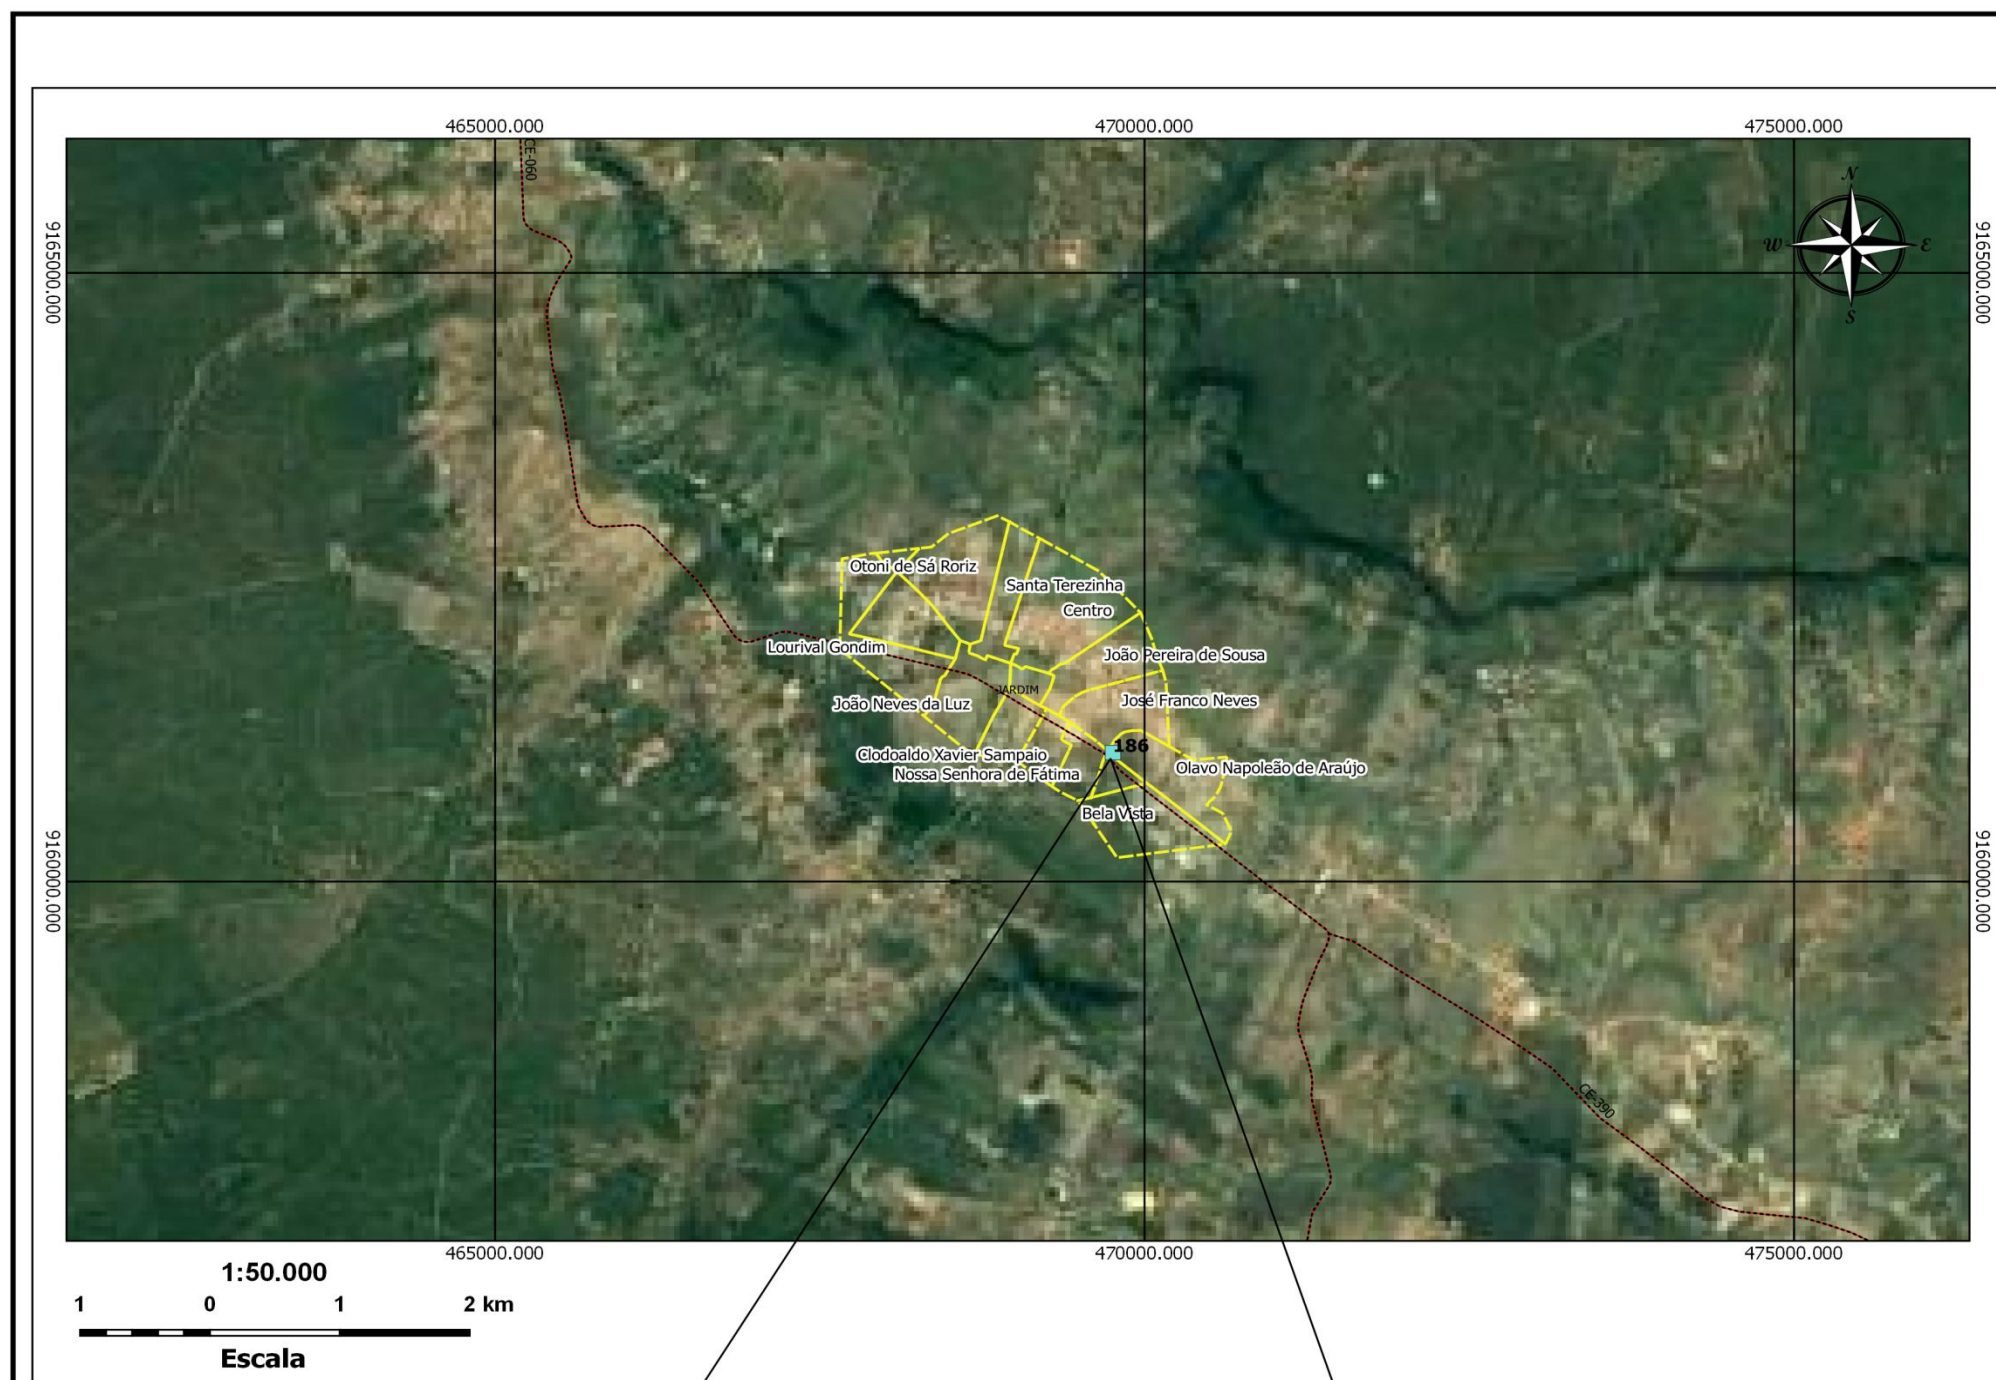 465000.000
470000.000
475000.000
CE-060
N
W
E
S
9165000.000
9165000.000
Otoni de Sá Roriz
Santa Terezinha
Centro
Lourival Gondim
João Pereira de Sousa
JARDIM
José Franco Neves
João Neves da Luz
186
Clodoaldo Xavier Sampaio
Olavo Napoleão de Araújo
Nossa Senhora de Fátima
Bela Vista
9160000.000
9160000.000
CE-390
465000.000
470000.000
475000.000
1:50.000
1 0 1 2 km
Escala